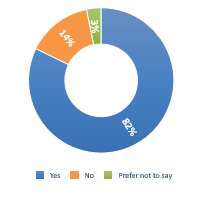 3%
14%
82%
Yes No Prefer not to say